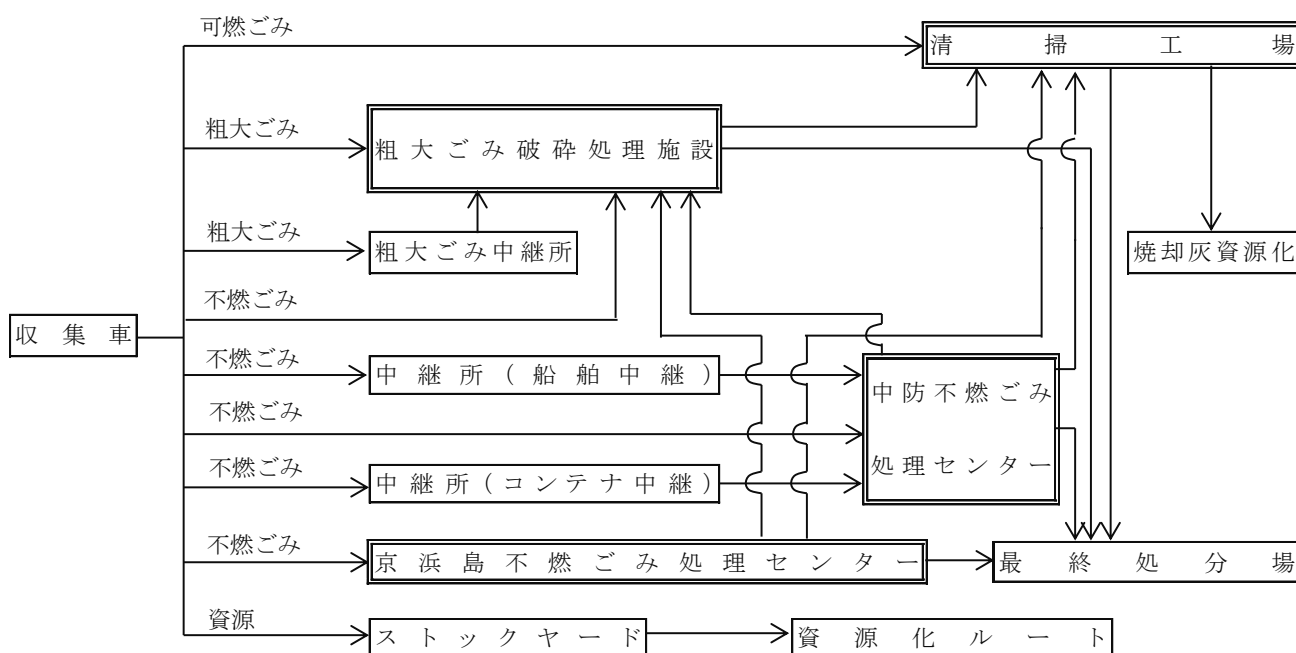 可燃ごみ
清掃工場
粗大ごみ
粗大ごみ破砕処理施設
粗大ごみ
粗大ごみ中継所
焼却灰資源化
不燃ごみ
収集車
不燃ごみ
中継所(船舶中継)
中防不燃ごみ
処理センター
不燃ごみ
不燃ごみ
中継所(コンテナ中継)
不燃ごみ
京浜島不燃ごみ処理センター
最終処分場
資源
ストックヤード
資源化ルート